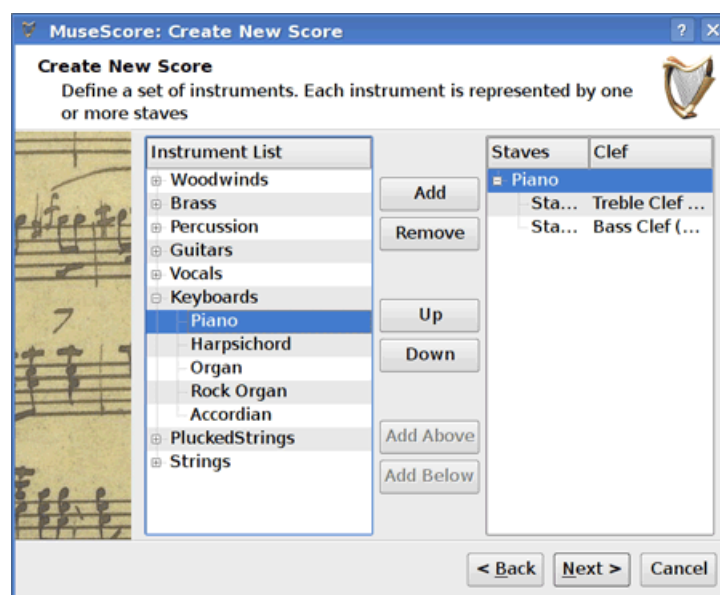 MuseScore: Create New Score
?
Create New Score
Define a set of instruments. Each instrument is represented by one
or more staves
Instrument List
Woodwinds
Brass
Percussion
Guitars
Vocals
Keyboards
Piano
Harpsichord
Organ
Rock Organ
Accordian
PluckedStrings
Strings
Add
Remove
Up
Down
Add Above
Add Below
Staves Clef
Piano
Sta... Treble Clef ...
Sta... Bass Clef (...
7
< Back Next > Cancel